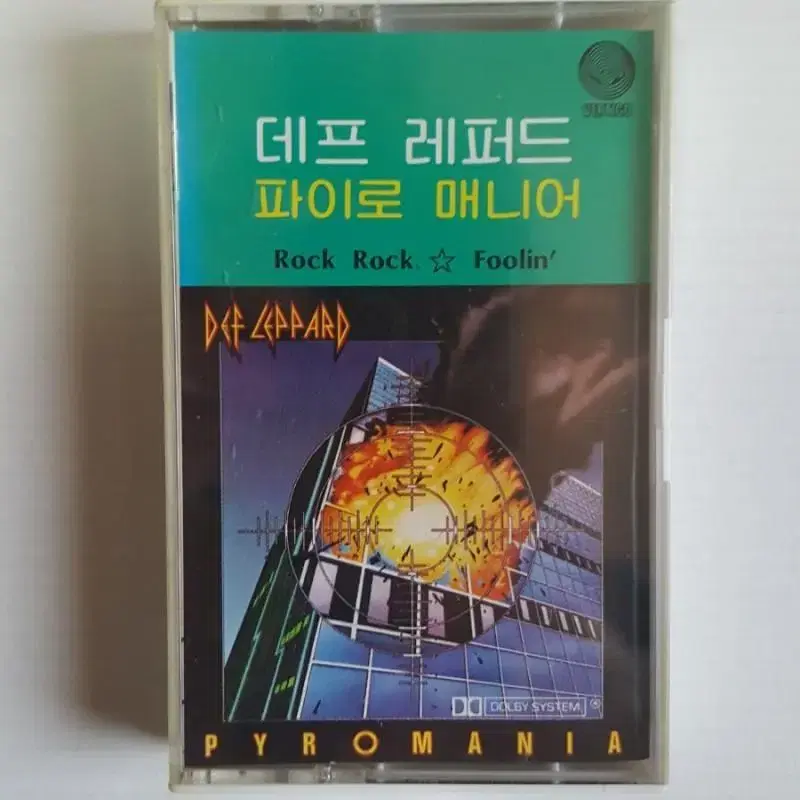 VERTIGO
데프 레퍼드
파이로 매니어
Rock Rock ☆ Foolin'
DEF LEPPARD
DOLBY SYSTEM ®
PYROMANIA